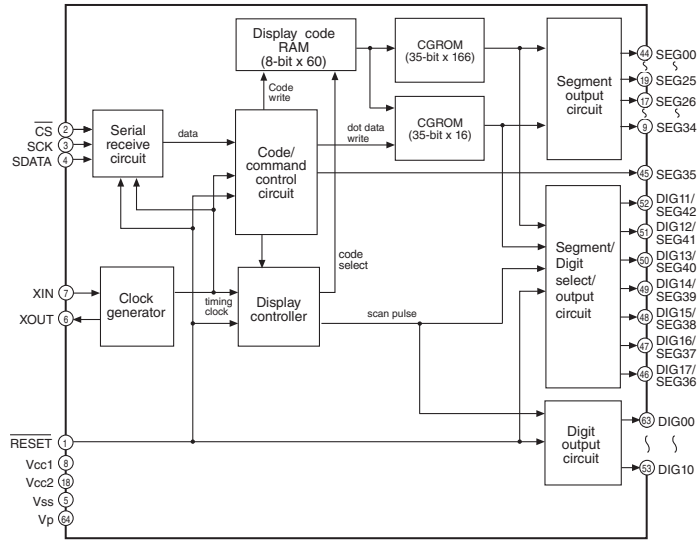 Display code
RAM
(8-bit x 60)
CGROM
(35-bit x 166)
CGROM
(35-bit x 16)
Segment
output
circuit
44 SEG00
19 SEG25
17 SEG26
9 SEG34
45 SEG35
Code
write
dot data
write
CS 2
SCK 3
SDATA 4
Serial
receive
circuit
data
Code/
command
control
circuit
52 DIG11/
SEG42
51 DIG12/
SEG41
50 DIG13/
SEG40
49 DIG14/
SEG39
48 DIG15/
SEG38
47 DIG16/
SEG37
46 DIG17/
SEG36
Segment/
Digit
select/
output
circuit
code
select
XIN 7
XOUT 6
Clock
generator
timing
clock
Display
controller
scan pulse
RESET 1
Vcc1 8
Vcc2 18
Vss 5
Vp 64
Digit
output
circuit
63 DIG00
53 DIG10